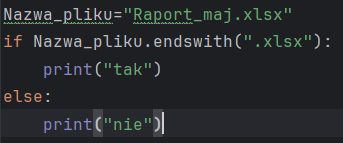 Nazwa_pliku="Raport_maj.xlsx"
if Nazwa_pliku.endswith(".xlsx"):
    print("tak")
else:
    print("nie")